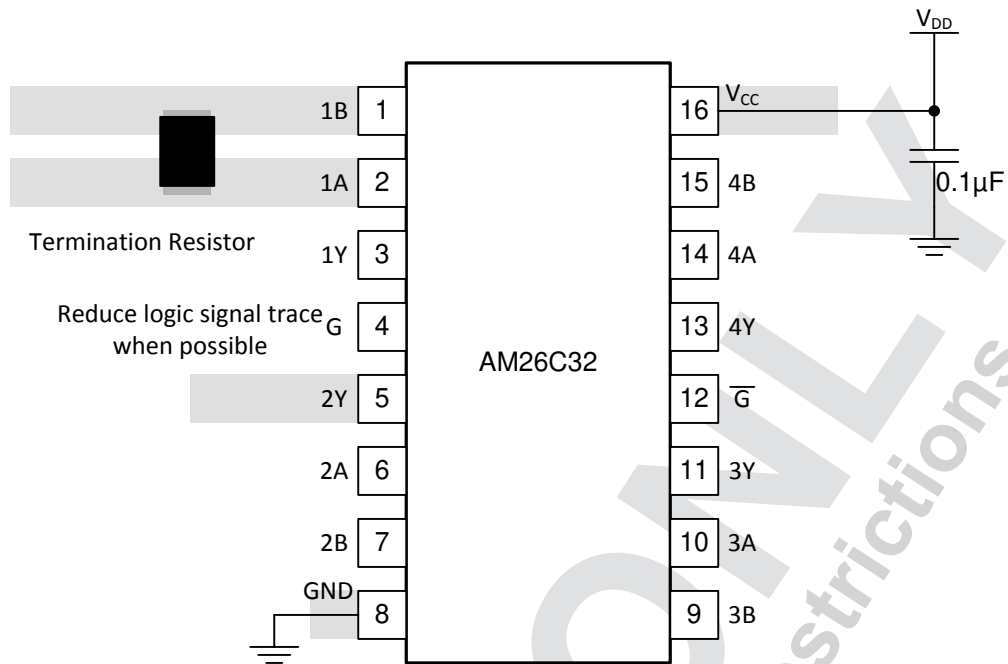 V_DD
1B 1
16 V_CC
1A 2
15 4B
0.1µF
Termination Resistor
1Y 3
14 4A
Reduce logic signal trace
when possible
G 4
13 4Y
AM26C32
2Y 5
12 G̅
2A 6
11 3Y
2B 7
10 3A
GND 8
9 3B
ONLY